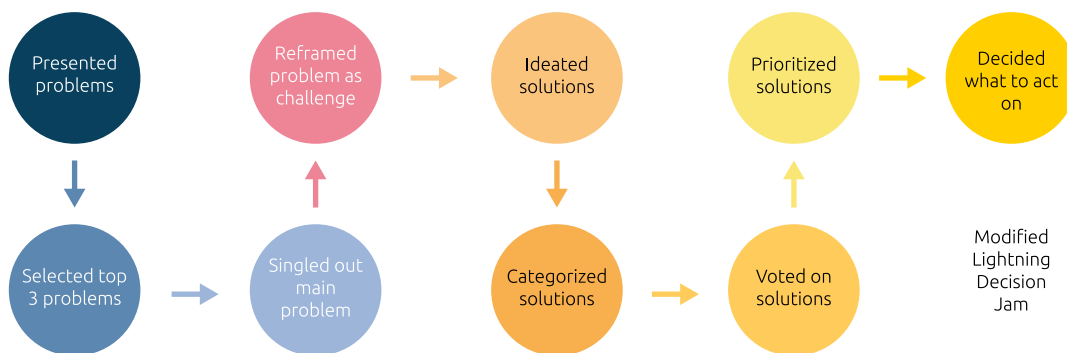 Presented
problems
Selected top
3 problems
Singled out
main
problem
Reframed
problem as
challenge
Ideated
solutions
Categorized
solutions
Voted on
solutions
Prioritized
solutions
Decided
what to act
on
Modified
Lightning
Decision
Jam